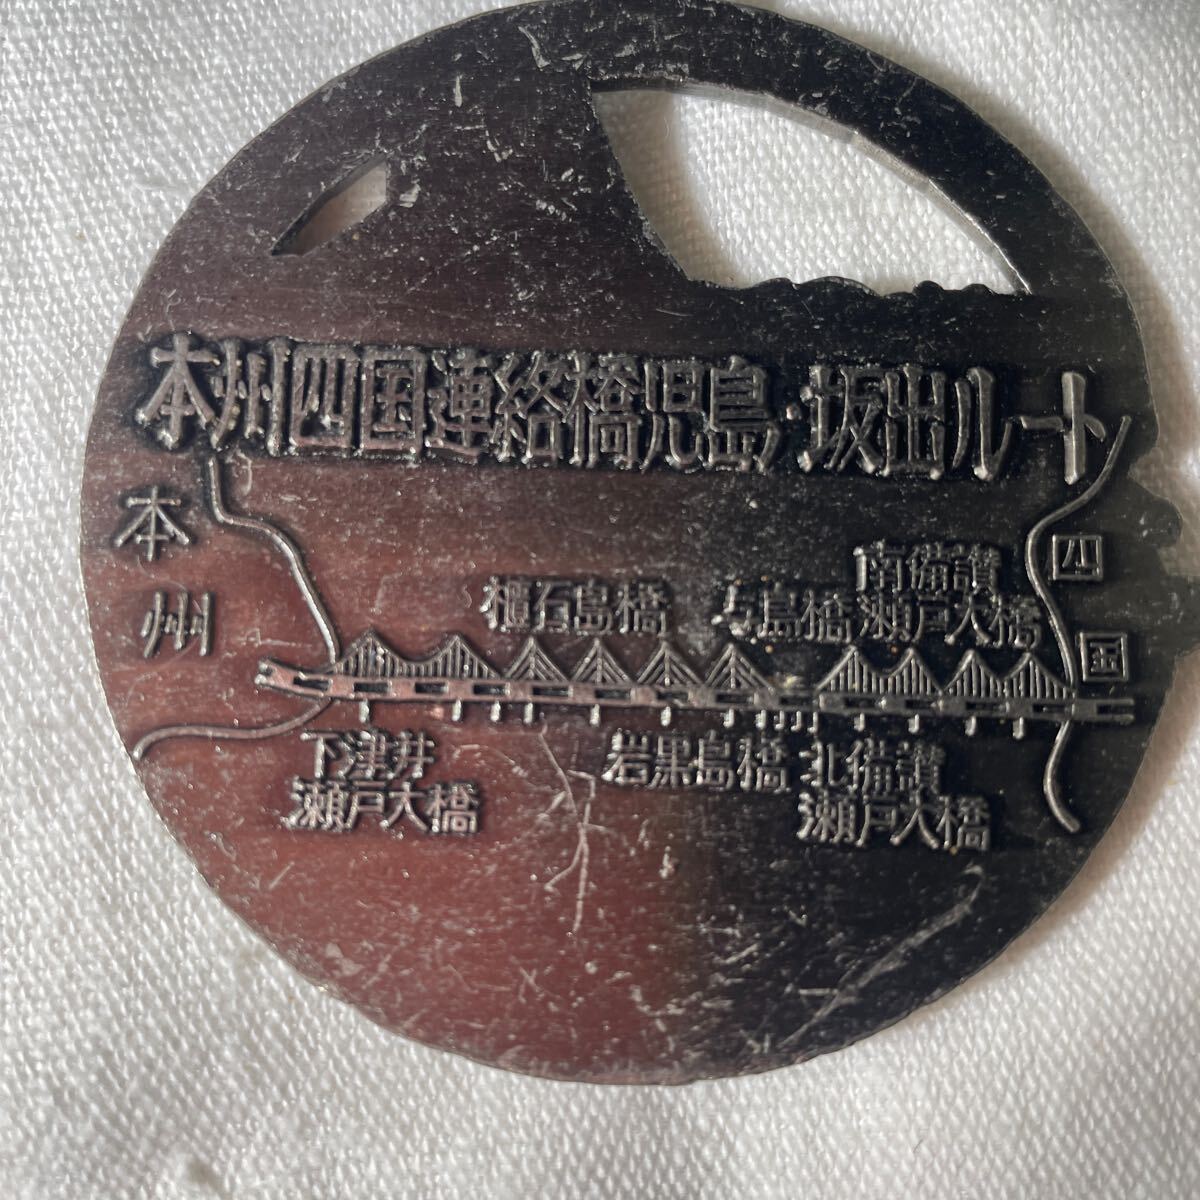 本州四国連絡橋児島・坂出ルート
本州
四国
櫃石島橋
与島橋
南備讃
瀬戸大橋
下津井
瀬戸大橋
岩黒島橋
北備讃
瀬戸大橋